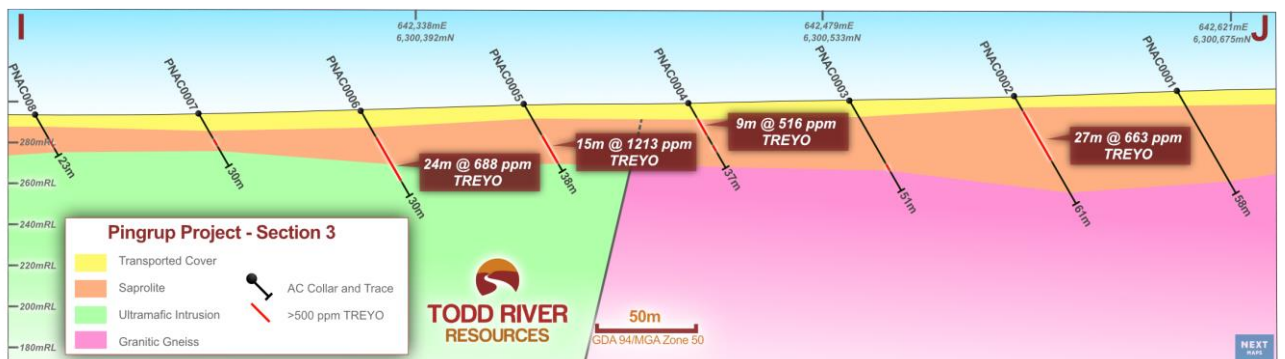 I
642,338mE
6,300,392mN
642,479mE
6,300,533mN
642,621mE
6,300,675mN
J
PNAC008
PNAC0007
PNAC0006
PNAC0005
PNAC0004
PNAC0003
PNAC0002
PNAC0001
280mRL
260mRL
240mRL
220mRL
200mRL
180mRL
23m
30m
30m
38m
37m
51m
61m
58m
24m @ 688 ppm
TREYO
15m @ 1213 ppm
TREYO
9m @ 516 ppm
TREYO
27m @ 663 ppm
TREYO
Pingrup Project - Section 3
Transported Cover
Saprolite
Ultramafic Intrusion
Granitic Gneiss
AC Collar and Trace
>500 ppm TREYO
TODD RIVER
RESOURCES
50m
GDA 94/MGA Zone 50
NEXT
MAPS